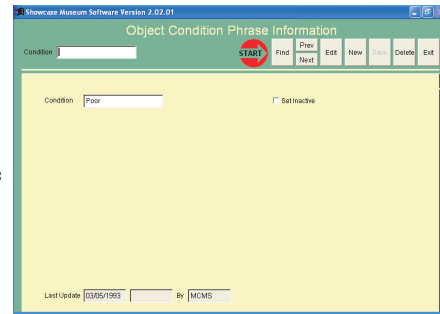 Showcase Museum Software Version 2.02.01
Object Condition Phrase Information
Condition START Find Prev Next Edit New Save Delete Exit
Condition Poor Set Inactive
Last Update 03/05/1993 By MCMS